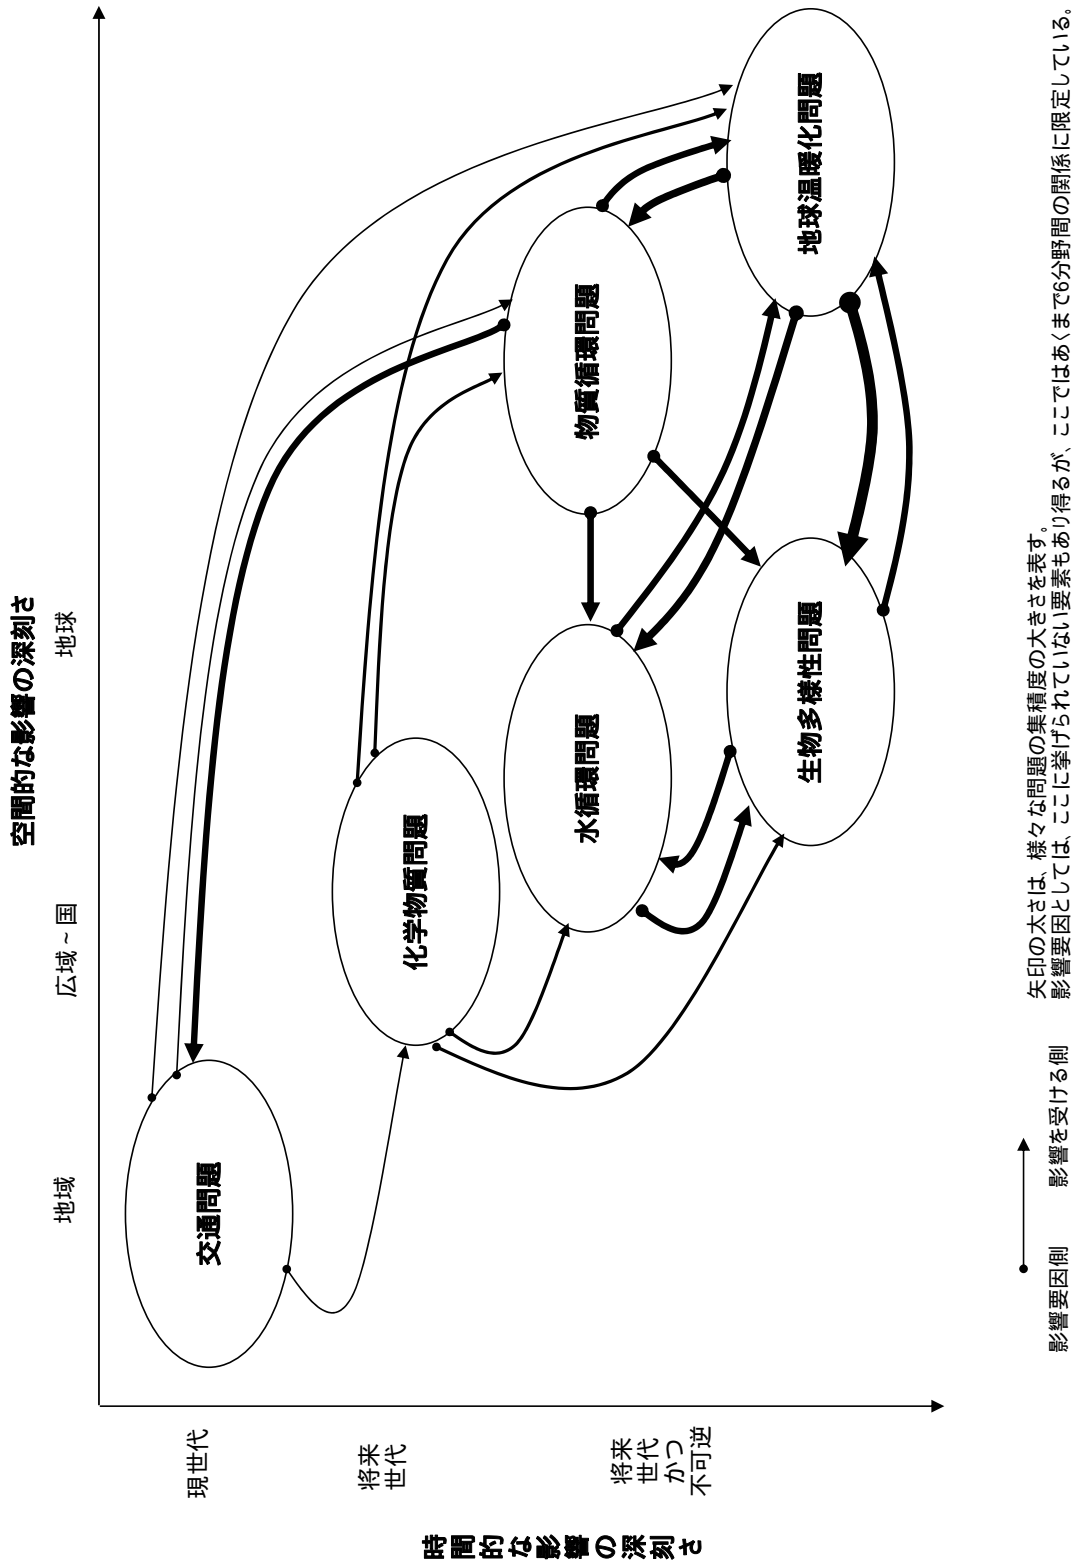 空間的な影響の深刻さ
地域
広域～国
地球
時間的な影響の深刻さ
現世代
将来
世代
将来
世代
かつ
不可逆
交通問題
化学物質問題
水循環問題
物質循環問題
生物多様性問題
地球温暖化問題
影響要因側
影響を受ける側
矢印の太さは、様々な問題の集積度の大きさを表す。
影響要因としては、ここに挙げられていない要素もあり得るが、ここではあくまで6分野間の関係に限定している。